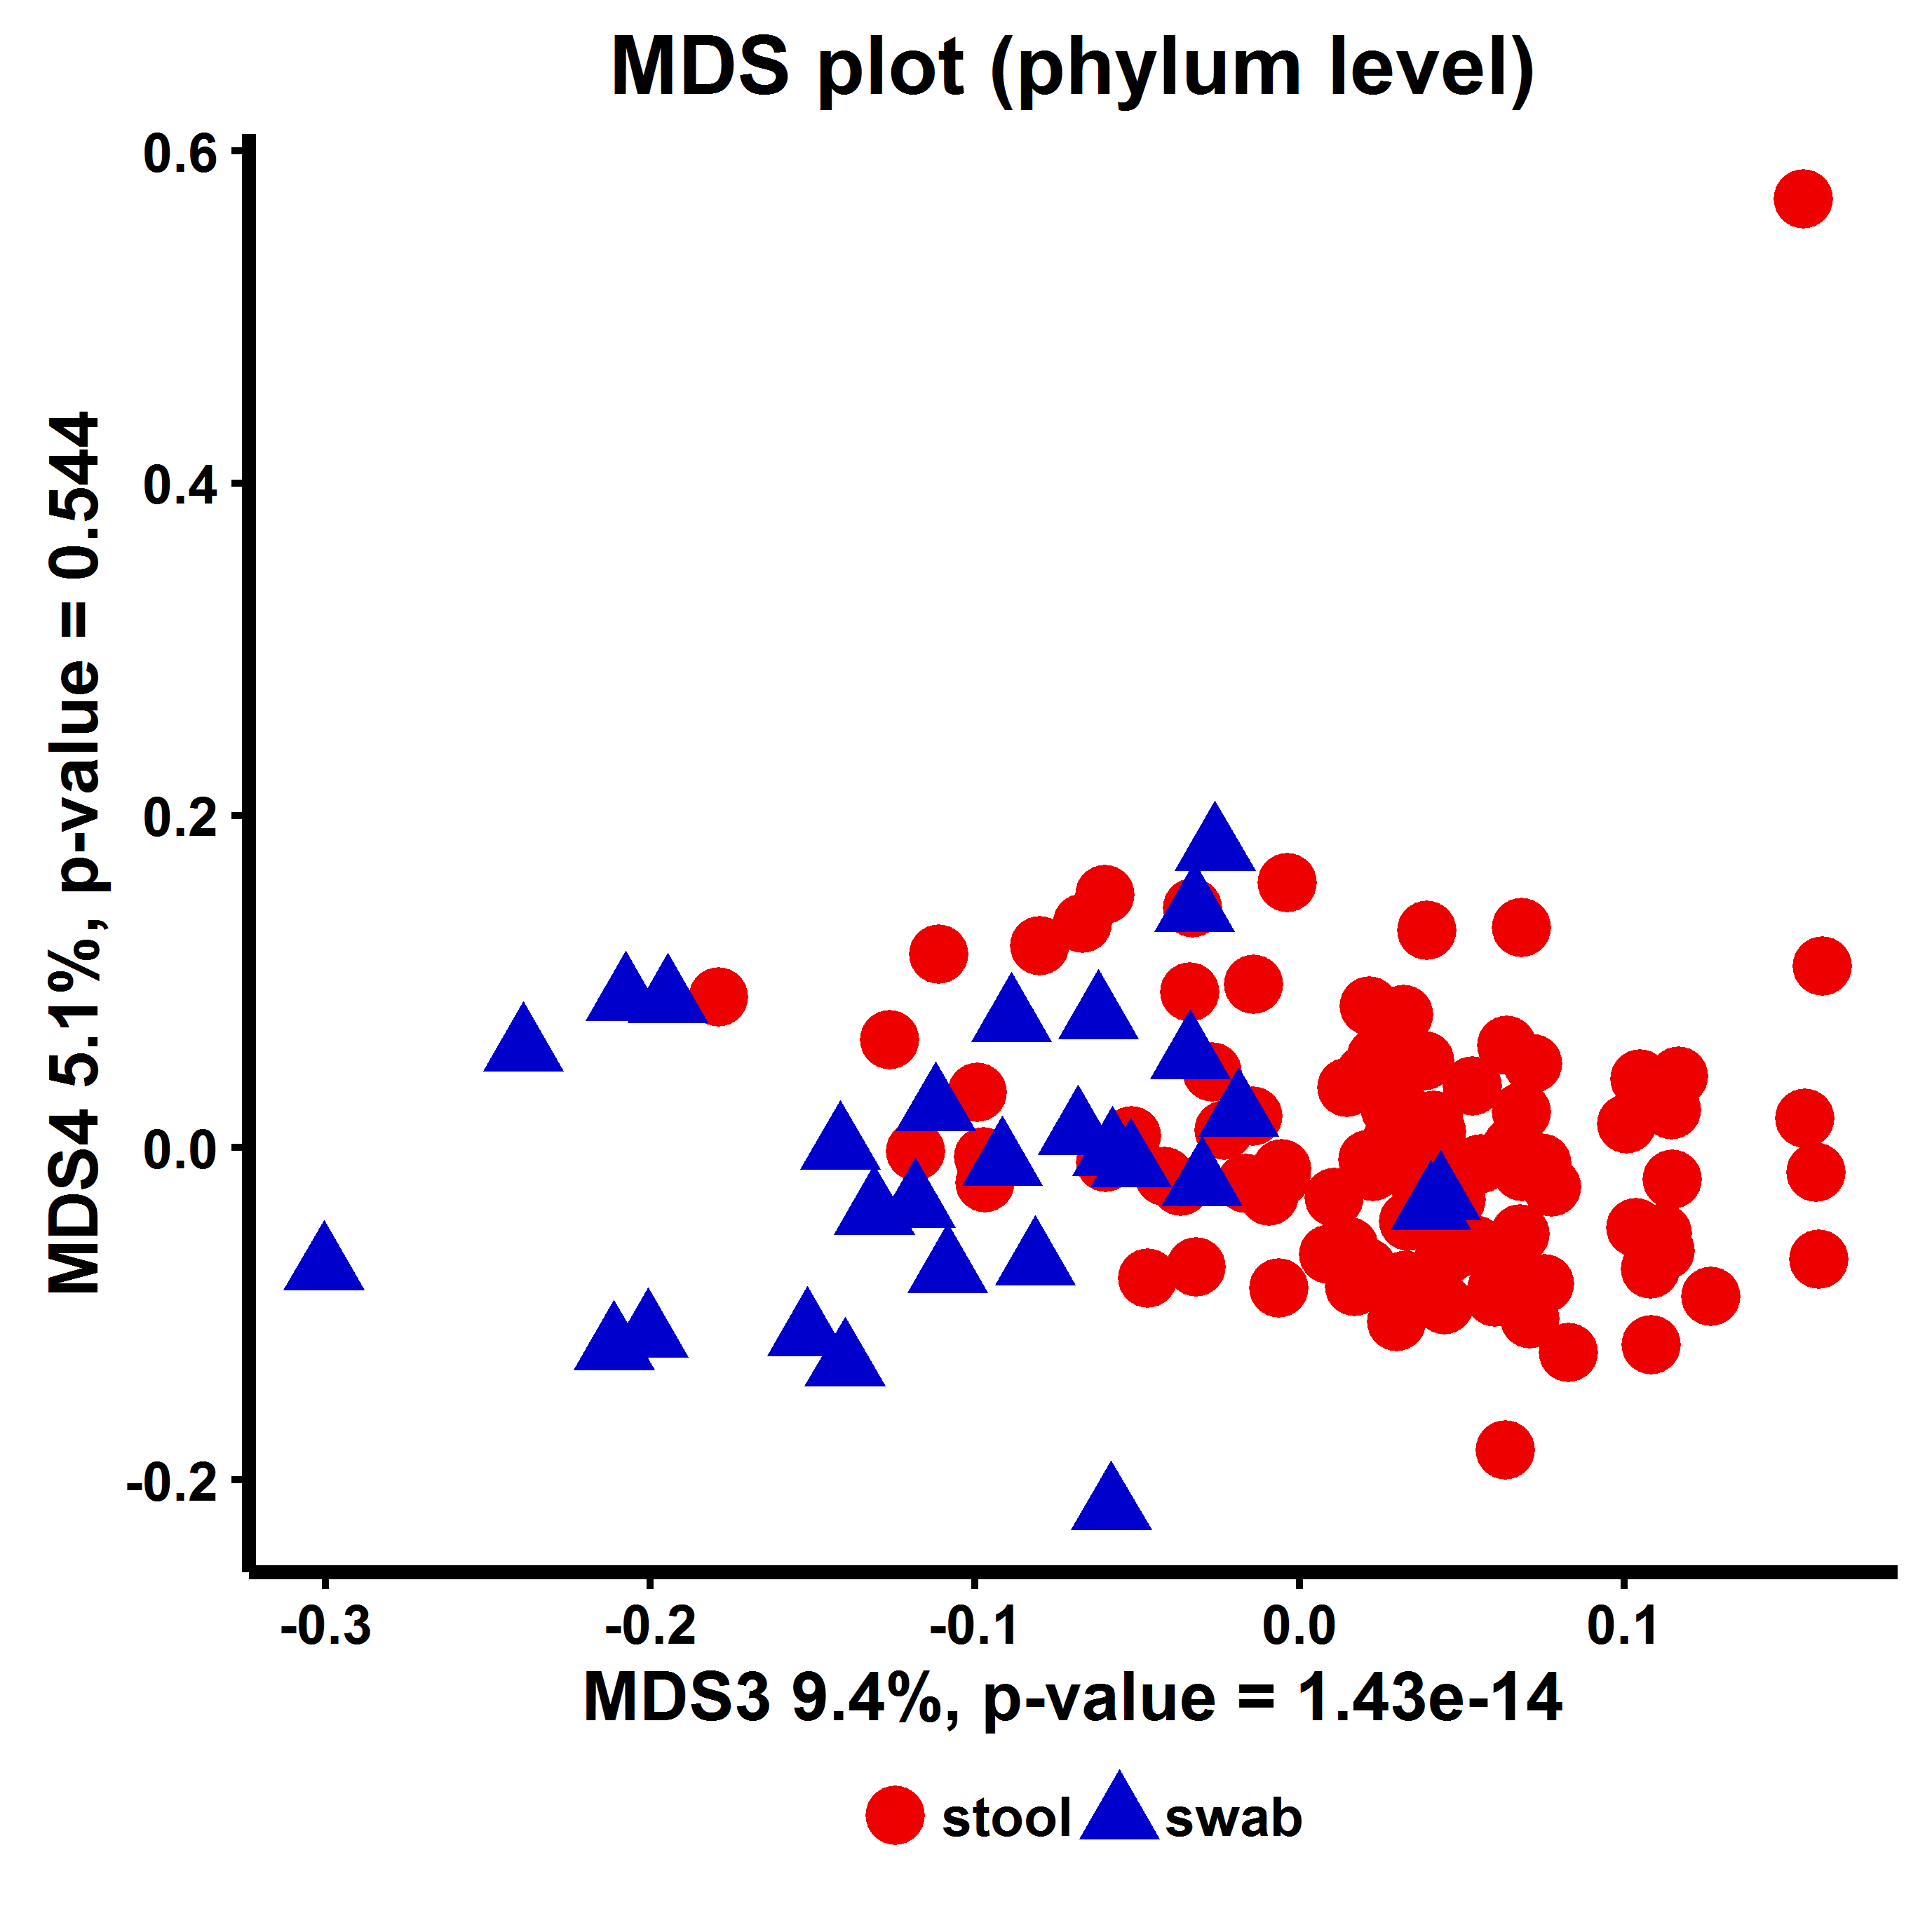 MDS plot (phylum level)
MDS4 5.1%, p-value = 0.544
0.6
0.4
0.2
0.0
-0.2
-0.3 -0.2 -0.1 0.0 0.1
MDS3 9.4%, p-value = 1.43e-14
stool swab